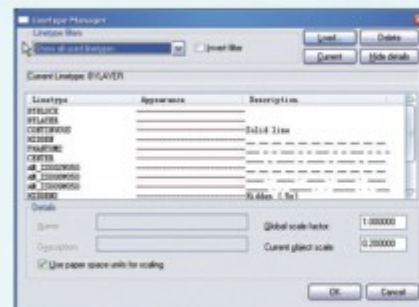 Linetype Manager
Linetype filters
Show all used linetypes
Invert filter
Load...
Delete
Current
Hide details
Current Linetype: BYLAYER
Linetype Appearance Description
BYBLOCK
BYLAYER
CONTINUOUS Solid line
HIDDEN
PHANTOM2
CENTER
Details
Name:
Description:
Global scale factor: 1.000000
Current object scale: 0.200000
Use paper space units for scaling
OK
Cancel